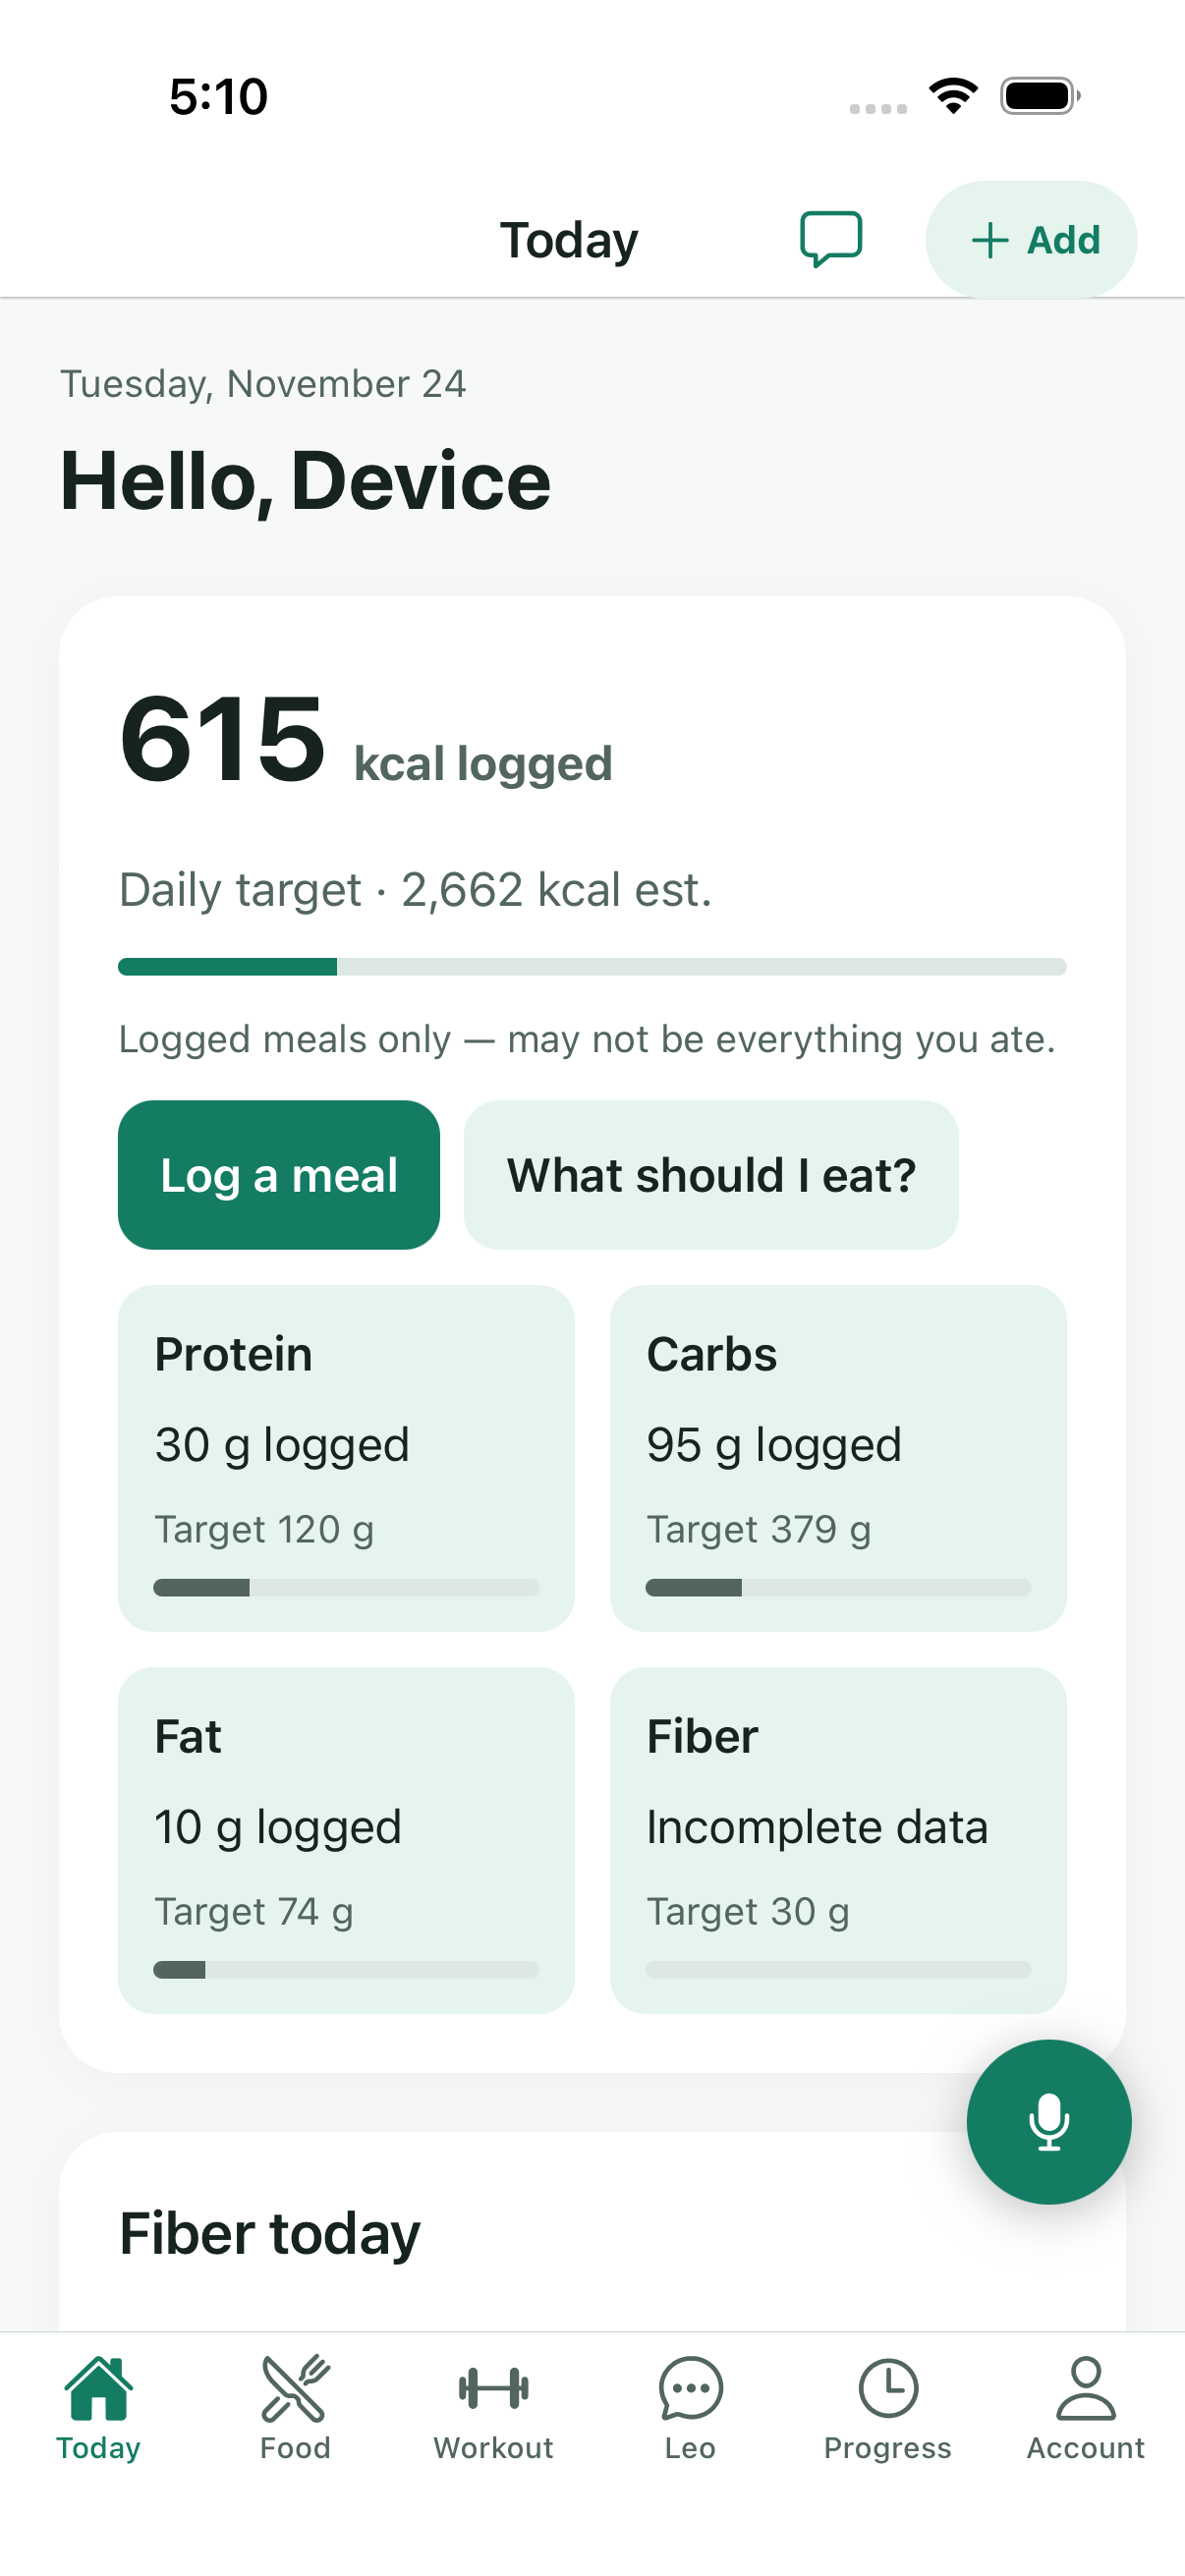 5:10
Today
Add
Tuesday, November 24
Hello, Device
615 kcal logged
Daily target · 2,662 kcal est.
Logged meals only — may not be everything you ate.
Log a meal
What should I eat?
Protein
30 g logged
Target 120 g
Carbs
95 g logged
Target 379 g
Fat
10 g logged
Target 74 g
Fiber
Incomplete data
Target 30 g
Fiber today
Today
Food
Workout
Leo
Progress
Account